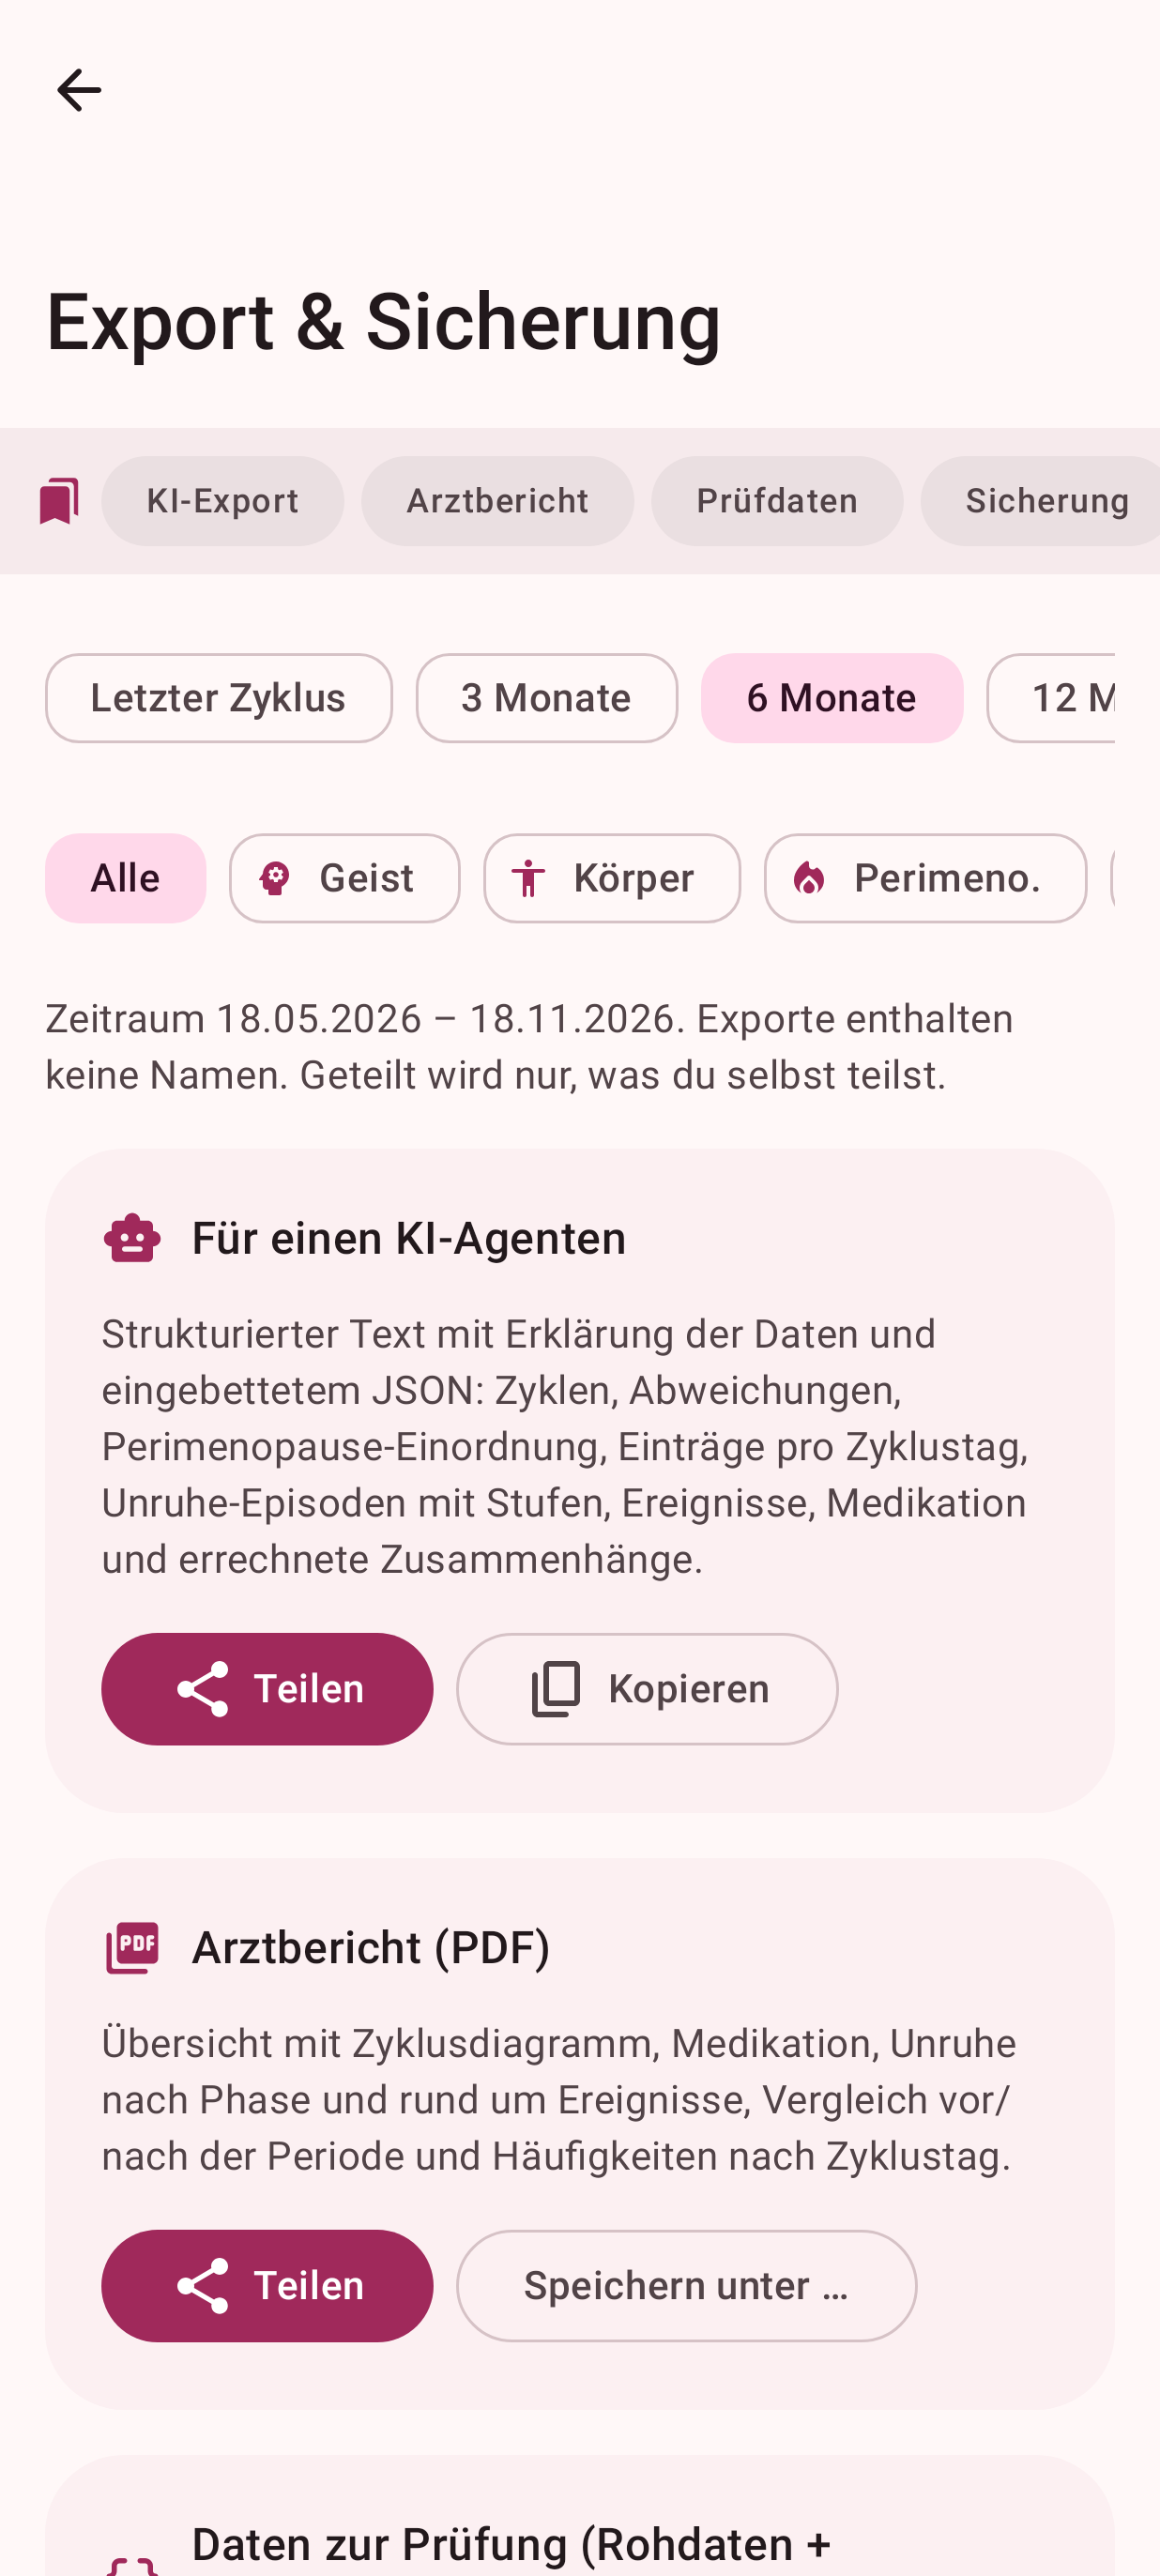 Export & Sicherung
KI-Export
Arztbericht
Prüfdaten
Sicherung
Letzter Zyklus
3 Monate
6 Monate
12 M
Alle
Geist
Körper
Perimeno.
Zeitraum 18.05.2026 – 18.11.2026. Exporte enthalten
keine Namen. Geteilt wird nur, was du selbst teilst.
Für einen KI-Agenten
Strukturierter Text mit Erklärung der Daten und
eingebettetem JSON: Zyklen, Abweichungen,
Perimenopause-Einordnung, Einträge pro Zyklustag,
Unruhe-Episoden mit Stufen, Ereignisse, Medikation
und errechnete Zusammenhänge.
Teilen
Kopieren
PDF
Arztbericht (PDF)
Übersicht mit Zyklusdiagramm, Medikation, Unruhe
nach Phase und rund um Ereignisse, Vergleich vor/
nach der Periode und Häufigkeiten nach Zyklustag.
Teilen
Speichern unter …
Daten zur Prüfung (Rohdaten +